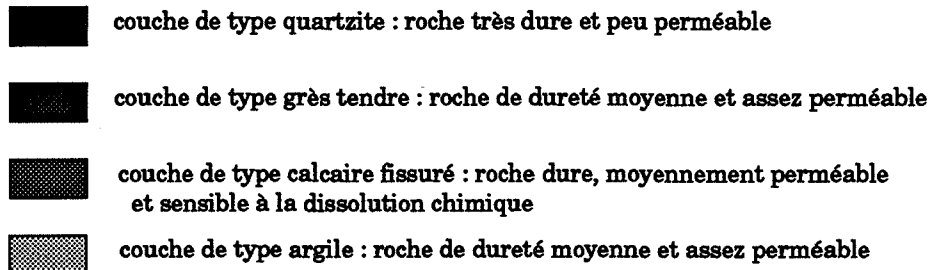 couche de type quartzite : roche très dure et peu perméable
couche de type grès tendre : roche de dureté moyenne et assez perméable
couche de type calcaire fissuré : roche dure, moyennement perméable
et sensible à la dissolution chimique
couche de type argile : roche de dureté moyenne et assez perméable